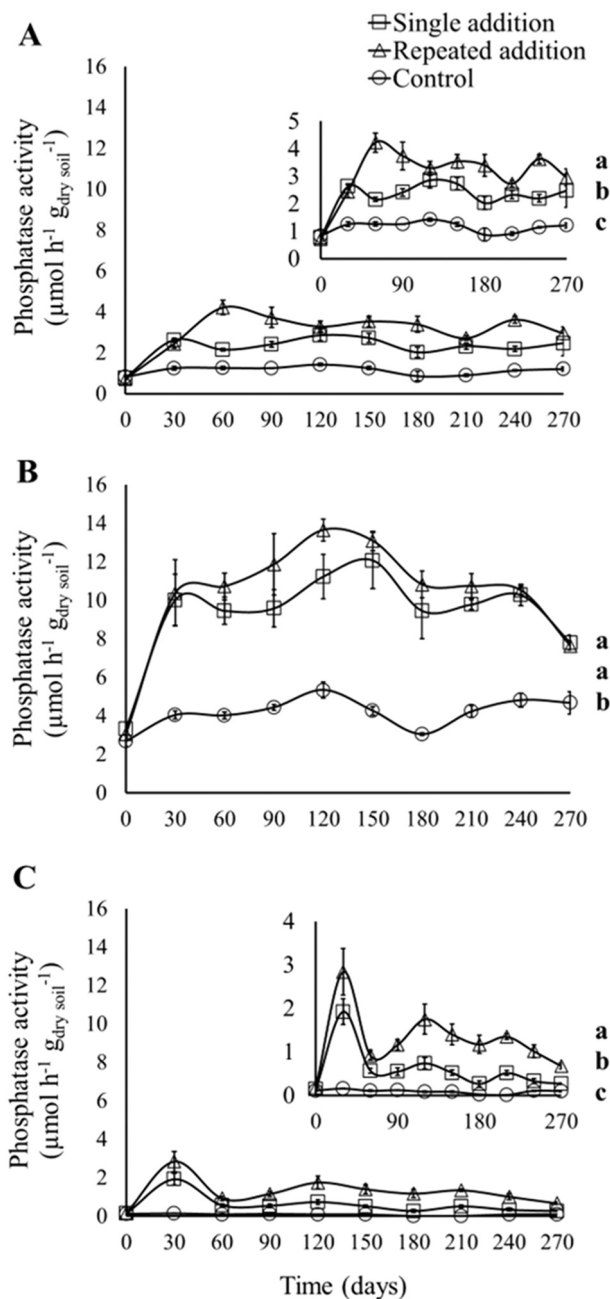 A
Single addition
Repeated addition
Control
Phosphatase activity
(μmol h⁻¹ g dry soil⁻¹)
16
14
12
10
8
6
4
2
0
0 30 60 90 120 150 180 210 240 270
5
4
3
2
1
0
0 90 180 270
a
b
c
B
Phosphatase activity
(μmol h⁻¹ g dry soil⁻¹)
16
14
12
10
8
6
4
2
0
0 30 60 90 120 150 180 210 240 270
a
a
b
C
Phosphatase activity
(μmol h⁻¹ g dry soil⁻¹)
16
14
12
10
8
6
4
2
0
0 30 60 90 120 150 180 210 240 270
4
3
2
1
0
0 90 180 270
a
b
c
Time (days)